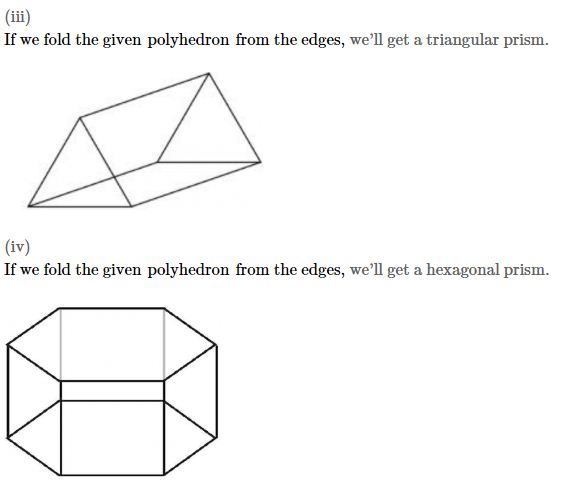 (iii)
If we fold the given polyhedron from the edges, we’ll get a triangular prism.
(iv)
If we fold the given polyhedron from the edges, we’ll get a hexagonal prism.